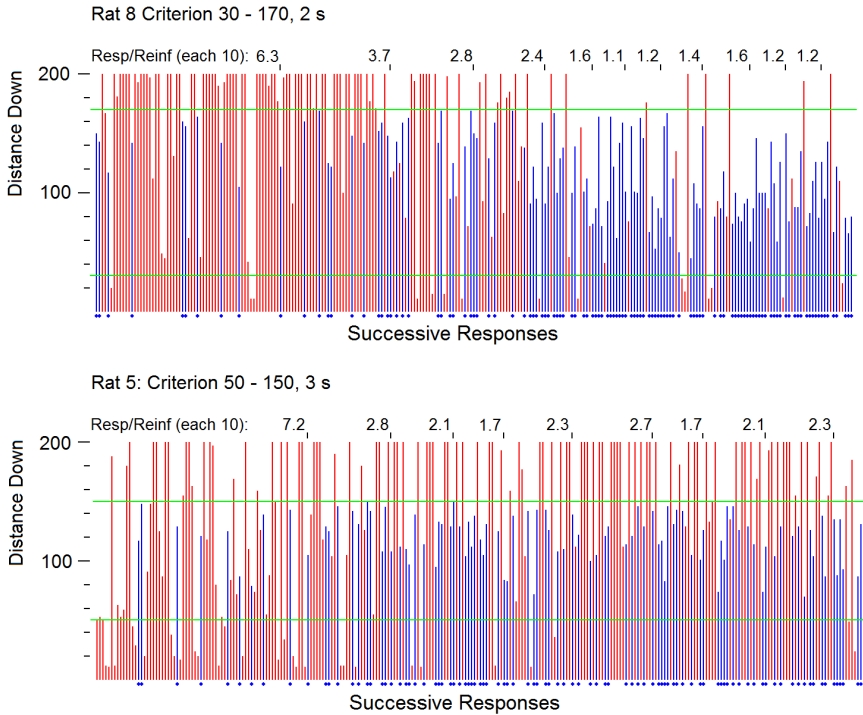 Rat 8 Criterion 30 - 170, 2 s
Resp/Reinf (each 10): 6.3 3.7 2.8 2.4 1.6 1.1 1.2 1.4 1.6 1.2 1.2
200
Distance Down
100
Successive Responses
Rat 5: Criterion 50 - 150, 3 s
Resp/Reinf (each 10): 7.2 2.8 2.1 1.7 2.3 2.7 1.7 2.1 2.3
200
Distance Down
100
Successive Responses